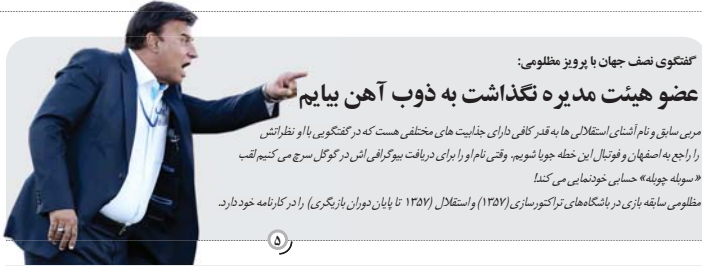 گفتگوی نصف جهان با پرویز مظلومی:
عضو هیئت مدیره نگذاشت به ذوب آهن بیایم
مربی سابق و نام آشنای استقلالی ها به قدر کافی دارای جذابیت های مختلفی هست که در گفتگویی با او نظراتش
را راجع به اصفهان و فوتبال این خطه جویا شویم. وقتی نام او را برای دریافت بیوگرافی اش در گوگل سرچ می کنیم لقب
«سوبله چوبله» حسابی خودنمایی می کند!
مظلومی سابقه بازی در باشگاه‌های تراکتورسازی (۱۳۵۷) و استقلال (۱۳۵۷ تا پایان دوران بازیگری) را در کارنامه خود دارد.
۵